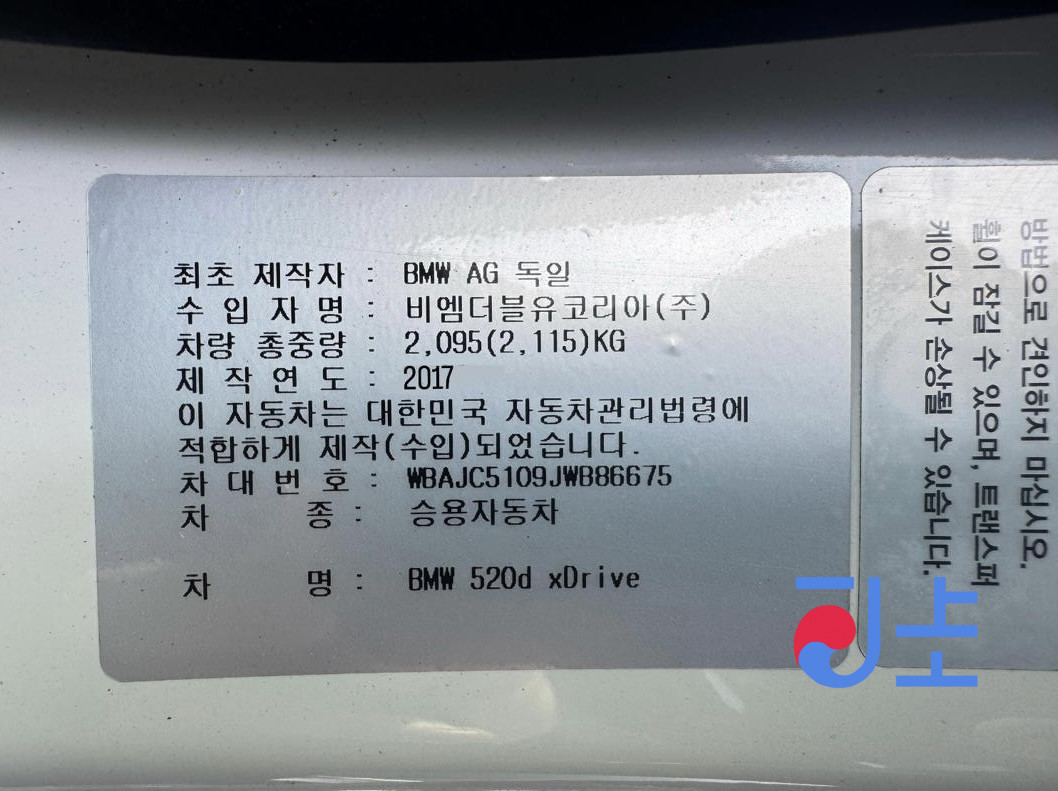 최초 제작자 : BMW AG 독일
수 입 자 명 : 비엠더블유코리아(주)
차량 총중량 : 2,095(2,115)KG
제 작 연 도 : 2017
이 자동차는 대한민국 자동차관리법령에
적합하게 제작(수입)되었습니다.
차 대 번 호 : WBAJC5109JWB86675
차 종 : 승용자동차
차 명 : BMW 520d xDrive
방법으로 견인하지 마십시오.
휠이 잠길 수 있으며, 트랜스퍼
케이스가 손상될 수 있습니다.